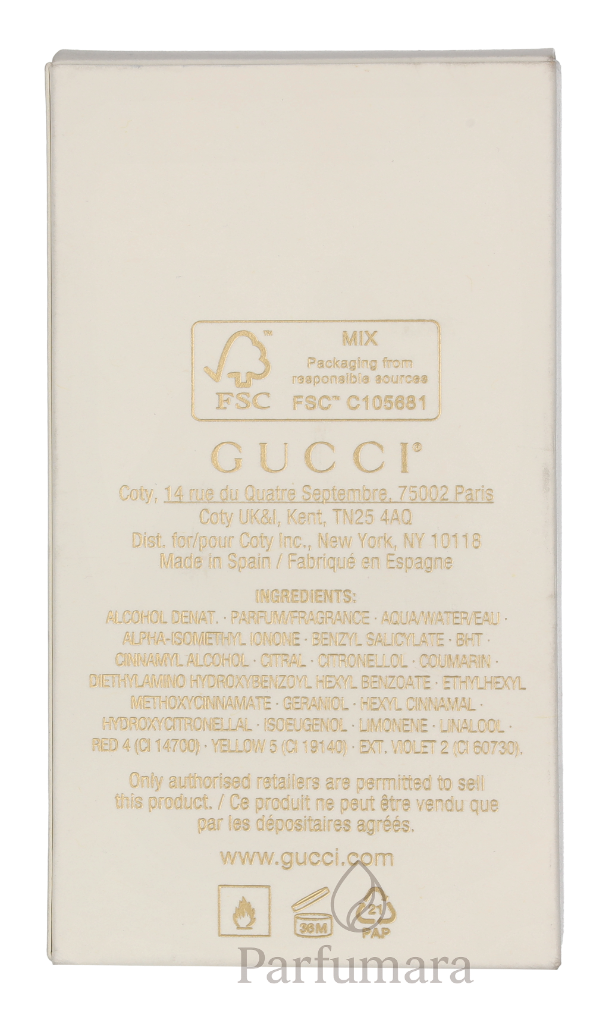 MIX
Packaging from
responsible sources
FSC™ C105681
FSC
GUCCI®
Coty, 14 rue du Quatre Septembre, 75002 Paris
Coty UK&I, Kent, TN25 4AQ
Dist. for/pour Coty Inc., New York, NY 10118
Made in Spain / Fabriqué en Espagne
INGREDIENTS:
ALCOHOL DENAT. · PARFUM/FRAGRANCE · AQUA/WATER/EAU ·
ALPHA-ISOMETHYL IONONE · BENZYL SALICYLATE · BHT ·
CINNAMYL ALCOHOL · CITRAL · CITRONELLOL · COUMARIN ·
DIETHYLAMINO HYDROXYBENZOYL HEXYL BENZOATE · ETHYLHEXYL
METHOXYCINNAMATE · GERANIOL · HEXYL CINNAMAL ·
HYDROXYCITRONELLAL · ISOEUGENOL · LIMONENE · LINALOOL ·
RED 4 (CI 14700) · YELLOW 5 (CI 19140) · EXT. VIOLET 2 (CI 60730).
Only authorised retailers are permitted to sell
this product. / Ce produit ne peut être vendu que
par les dépositaires agréés.
www.gucci.com
36M
21
PAP
Parfumara